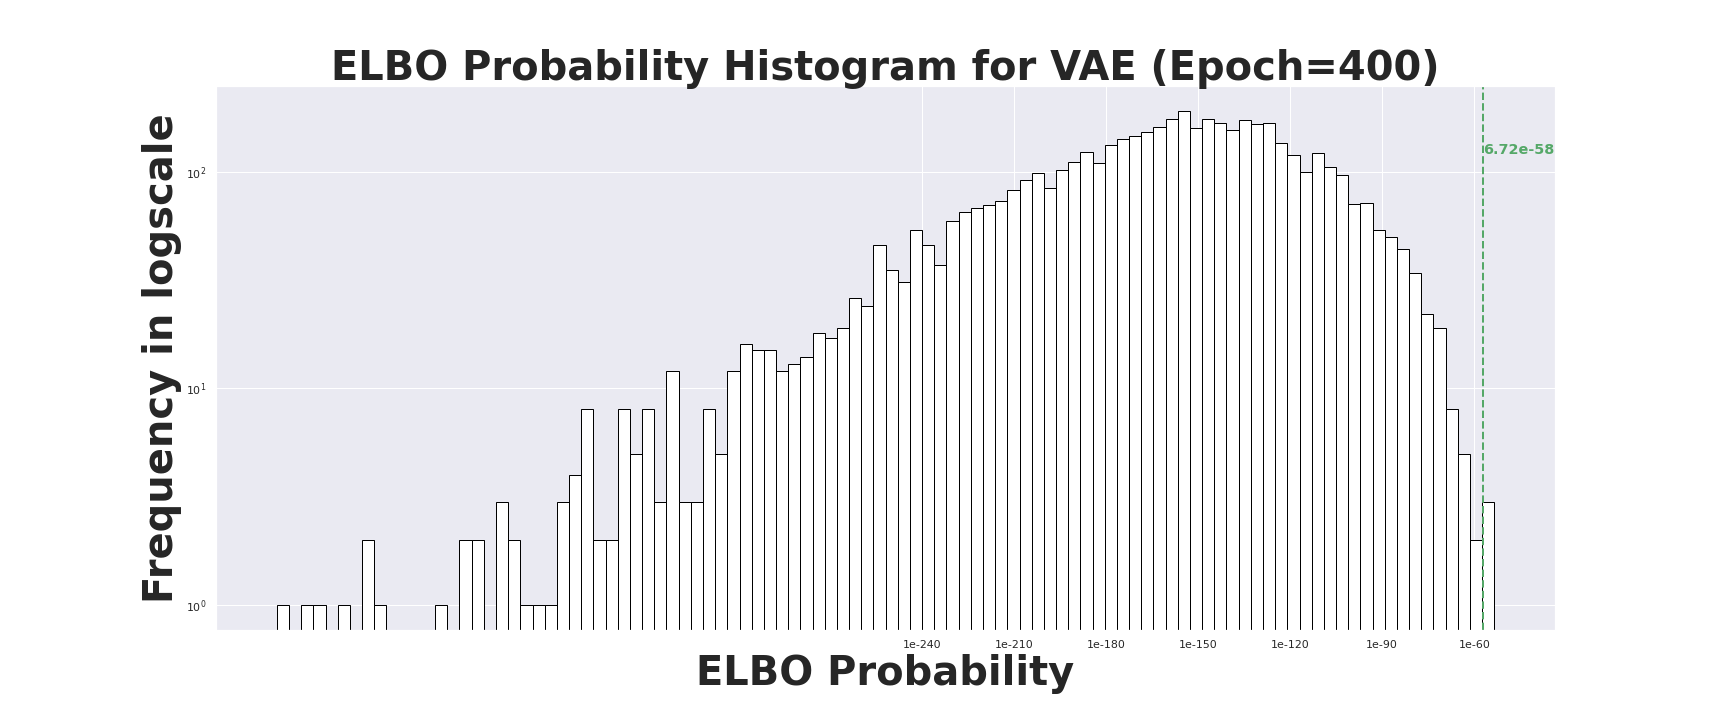 ELBO Probability Histogram for VAE (Epoch=400)
Frequency in logscale
10²
10¹
10⁰
6.72e-58
1e-240 1e-210 1e-180 1e-150 1e-120 1e-90 1e-60
ELBO Probability